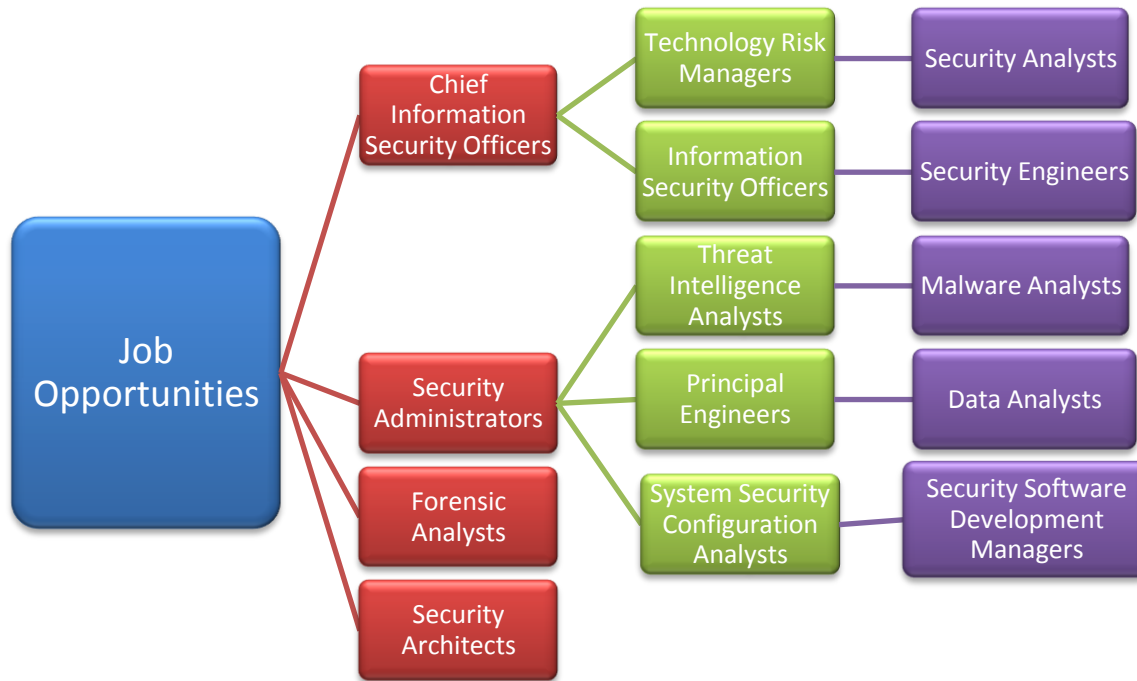 Job
Opportunities
Chief
Information
Security Officers
Technology Risk
Managers
Security Analysts
Information
Security Officers
Security Engineers
Security
Administrators
Threat
Intelligence
Analysts
Malware Analysts
Principal
Engineers
Data Analysts
System Security
Configuration
Analysts
Security Software
Development
Managers
Forensic
Analysts
Security
Architects